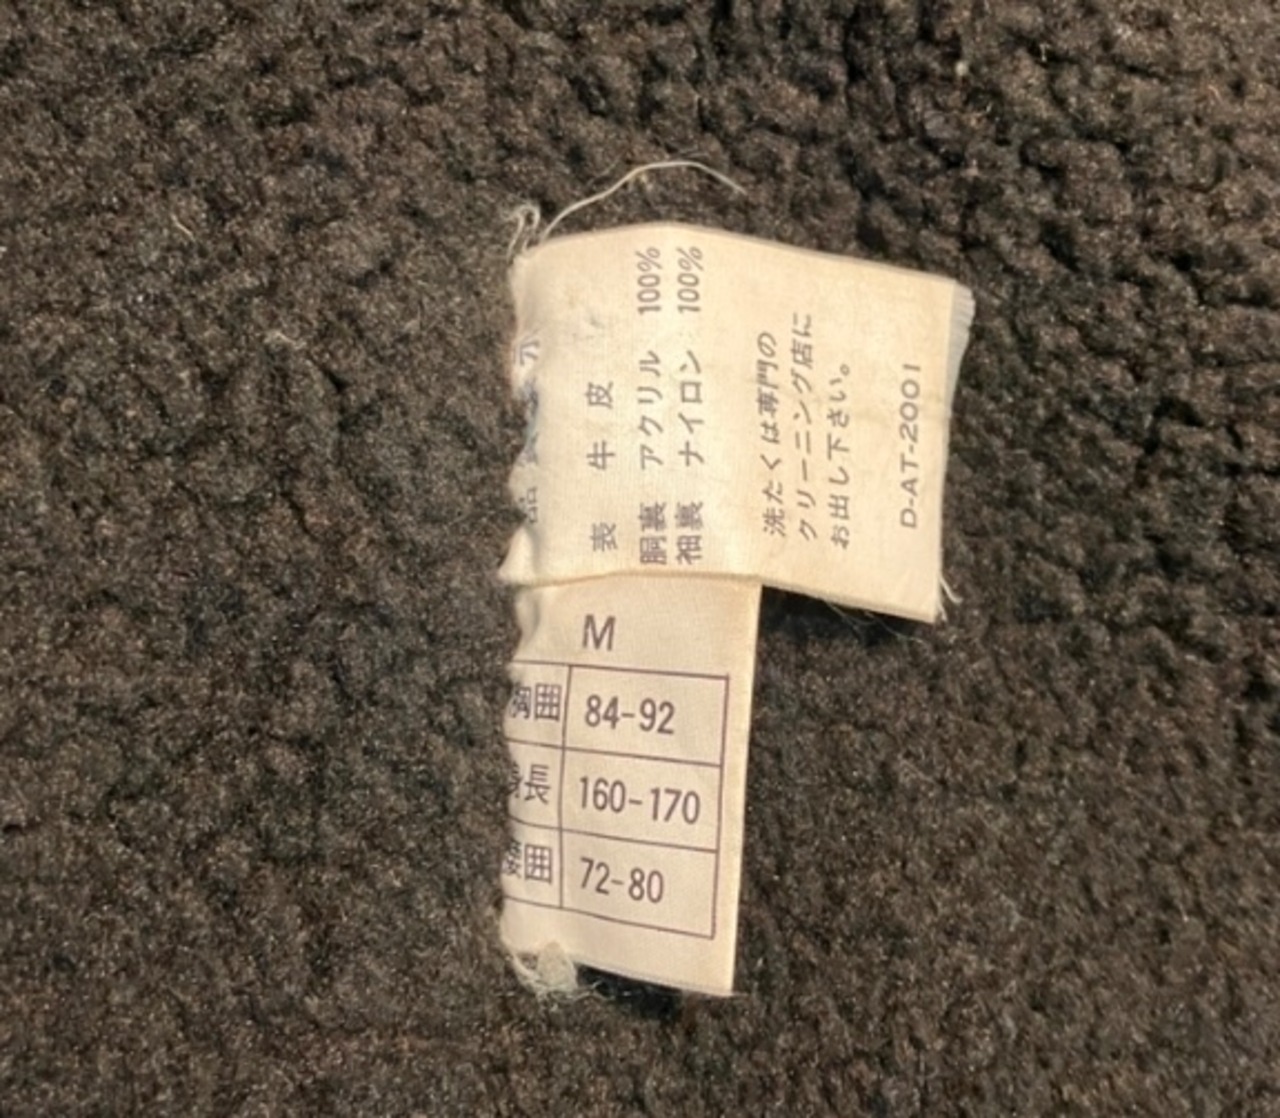 表 牛 皮
胴裏 アクリル 100%
袖裏 ナイロン 100%
洗たくは専門の
クリーニング店に
お出し下さい。
D-AT-2001
M
胸囲 84-92
身長 160-170
腰囲 72-80